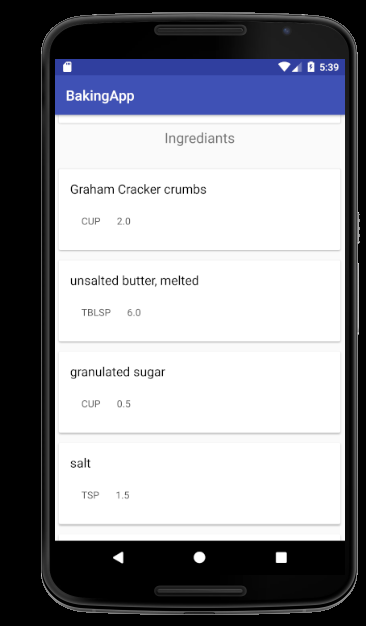 5:39
BakingApp
Ingrediants
Graham Cracker crumbs
CUP 2.0
unsalted butter, melted
TBLSP 6.0
granulated sugar
CUP 0.5
salt
TSP 1.5